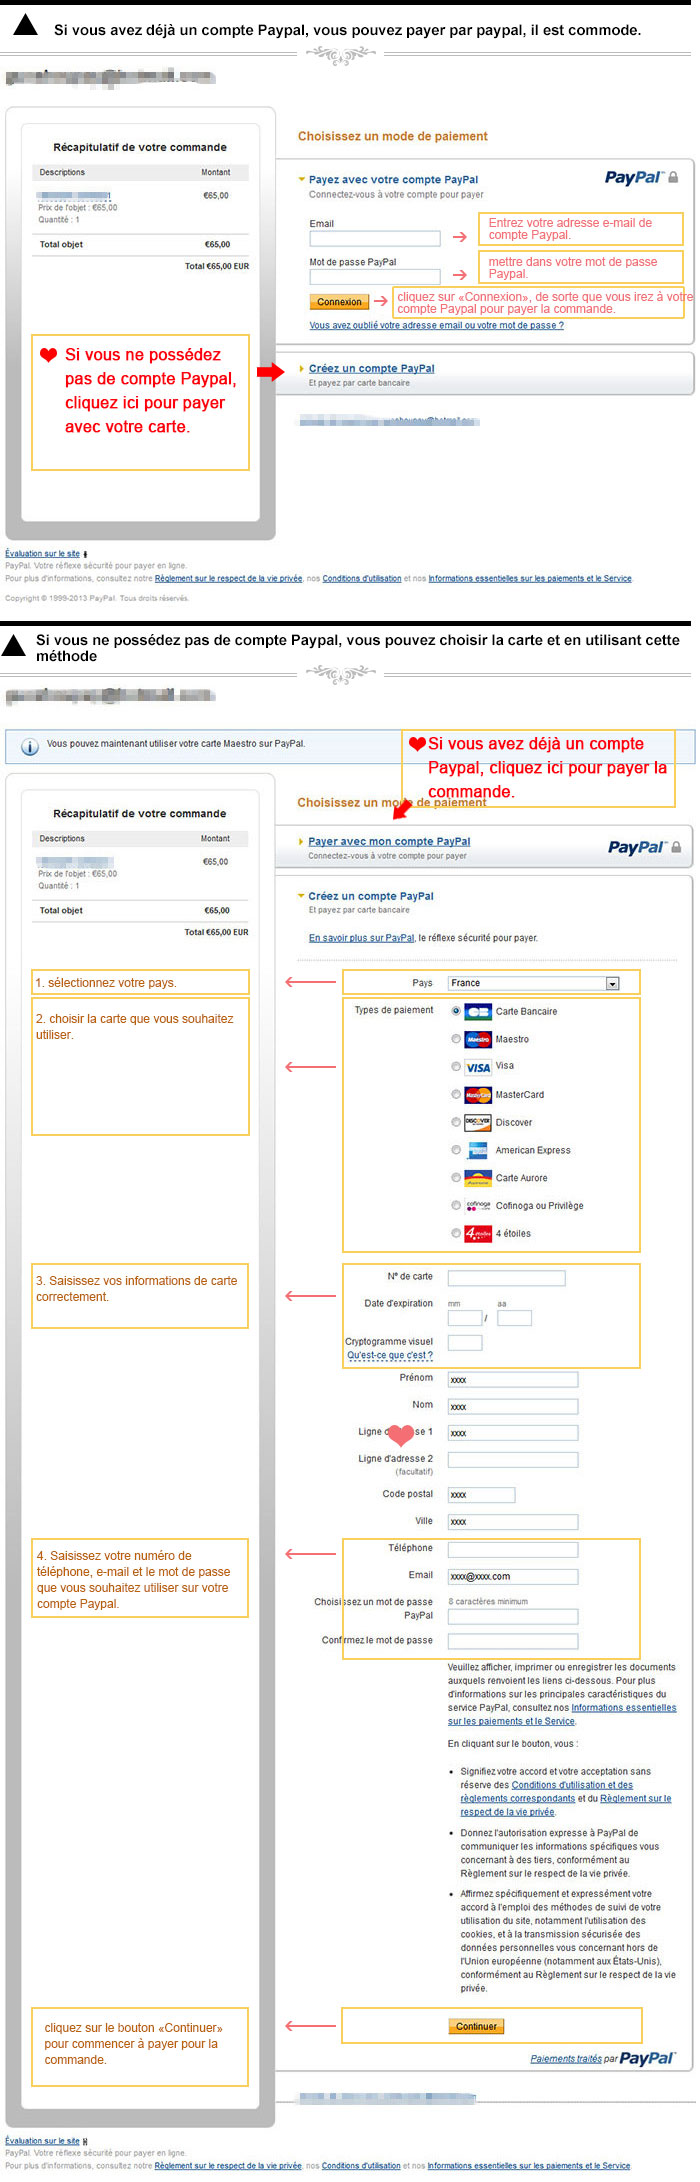 Si vous avez déjà un compte Paypal, vous pouvez payer par paypal, il est commode.
Récapitulatif de votre commande
Descriptions Montant
€65,00
Prix de l'objet : €65,00
Quantité : 1
Total objet €65,00
Total €65,00 EUR
❤ Si vous ne possédez
pas de compte Paypal,
cliquez ici pour payer
avec votre carte.
Choisissez un mode de paiement
Payez avec votre compte PayPal
Connectez-vous à votre compte pour payer
PayPal
Email
Entrez votre adresse e-mail de
compte Paypal.
Mot de passe PayPal
mettre dans votre mot de passe
Paypal.
Connexion
cliquez sur «Connexion», de sorte que vous irez à votre
compte Paypal pour payer la commande.
Vous avez oublié votre adresse email ou votre mot de passe ?
Créez un compte PayPal
Et payez par carte bancaire
Évaluation sur le site
PayPal. Votre réflexe sécurité pour payer en ligne.
Pour plus d'informations, consultez notre Règlement sur le respect de la vie privée, nos Conditions d'utilisation et nos Informations essentielles sur les paiements et le Service.
Copyright © 1999-2013 PayPal. Tous droits réservés.
Si vous ne possédez pas de compte Paypal, vous pouvez choisir la carte et en utilisant cette
méthode
Vous pouvez maintenant utiliser votre carte Maestro sur PayPal.
❤ Si vous avez déjà un compte
Paypal, cliquez ici pour payer la
commande.
Récapitulatif de votre commande
Descriptions Montant
€65,00
Prix de l'objet : €65,00
Quantité : 1
Total objet €65,00
Total €65,00 EUR
Choisissez un mode de paiement
Payer avec mon compte PayPal
Connectez-vous à votre compte pour payer
PayPal
Créez un compte PayPal
Et payez par carte bancaire
En savoir plus sur PayPal, le réflexe sécurité pour payer.
1. sélectionnez votre pays.
Pays France
2. choisir la carte que vous souhaitez
utiliser.
Types de paiement
CB Carte Bancaire
Maestro Maestro
VISA Visa
MasterCard MasterCard
DISCOVER Discover
American Express
Carte Aurore
cofinoga Cofinoga ou Privilège
4 étoiles 4 étoiles
3. Saisissez vos informations de carte
correctement.
N° de carte
Date d'expiration mm / aa
Cryptogramme visuel
Qu'est-ce que c'est ?
Prénom xxxx
Nom xxxx
Ligne d'adresse 1 xxxx
Ligne d'adresse 2
(facultatif)
Code postal xxxx
Ville xxxx
4. Saisissez votre numéro de
téléphone, e-mail et le mot de passe
que vous souhaitez utiliser sur votre
compte Paypal.
Téléphone
Email xxxx@xxxx.com
Choisissez un mot de passe
PayPal
8 caractères minimum
Confirmez le mot de passe
Veuillez afficher, imprimer ou enregistrer les documents
auxquels renvoient les liens ci-dessous. Pour plus
d'informations sur les principales caractéristiques du
service PayPal, consultez nos Informations essentielles
sur les paiements et le Service.
En cliquant sur le bouton, vous :
• Signifiez votre accord et votre acceptation sans
réserve des Conditions d'utilisation et des
règlements correspondants et du Règlement sur le
respect de la vie privée.
• Donnez l'autorisation expresse à PayPal de
communiquer les informations spécifiques vous
concernant à des tiers, conformément au
Règlement sur le respect de la vie privée.
• Affirmez spécifiquement et expressément votre
accord à l'emploi des méthodes de suivi de votre
utilisation du site, notamment l'utilisation des
cookies, et à la transmission sécurisée des
données personnelles vous concernant hors de
l'Union européenne (notamment aux États-Unis),
conformément au Règlement sur le respect de la vie
privée.
cliquez sur le bouton «Continuer»
pour commencer à payer pour la
commande.
Continuer
Paiements traités par PayPal
Évaluation sur le site
PayPal. Votre réflexe sécurité pour payer en ligne.
Pour plus d'informations, consultez notre Règlement sur le respect de la vie privée, nos Conditions d'utilisation et nos Informations essentielles sur les paiements et le Service.